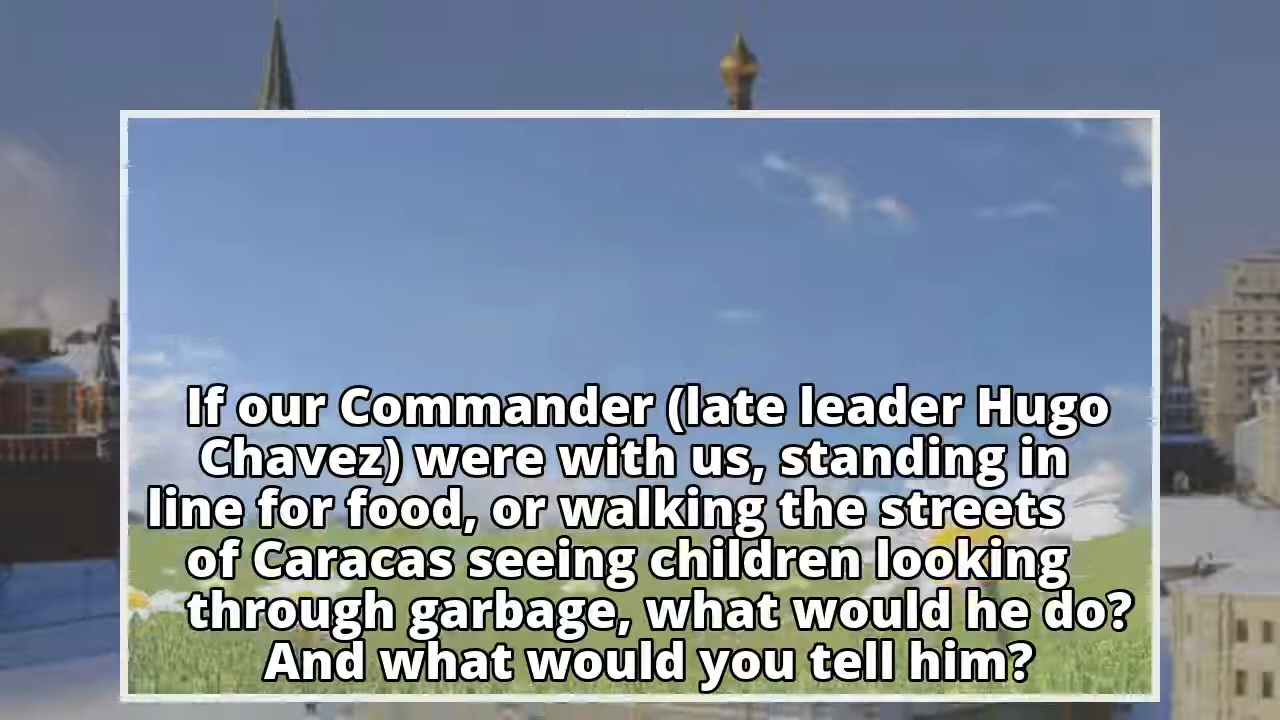 If our Commander (late leader Hugo
Chavez) were with us, standing in
line for food, or walking the streets
of Caracas seeing children looking
through garbage, what would he do?
And what would you tell him?